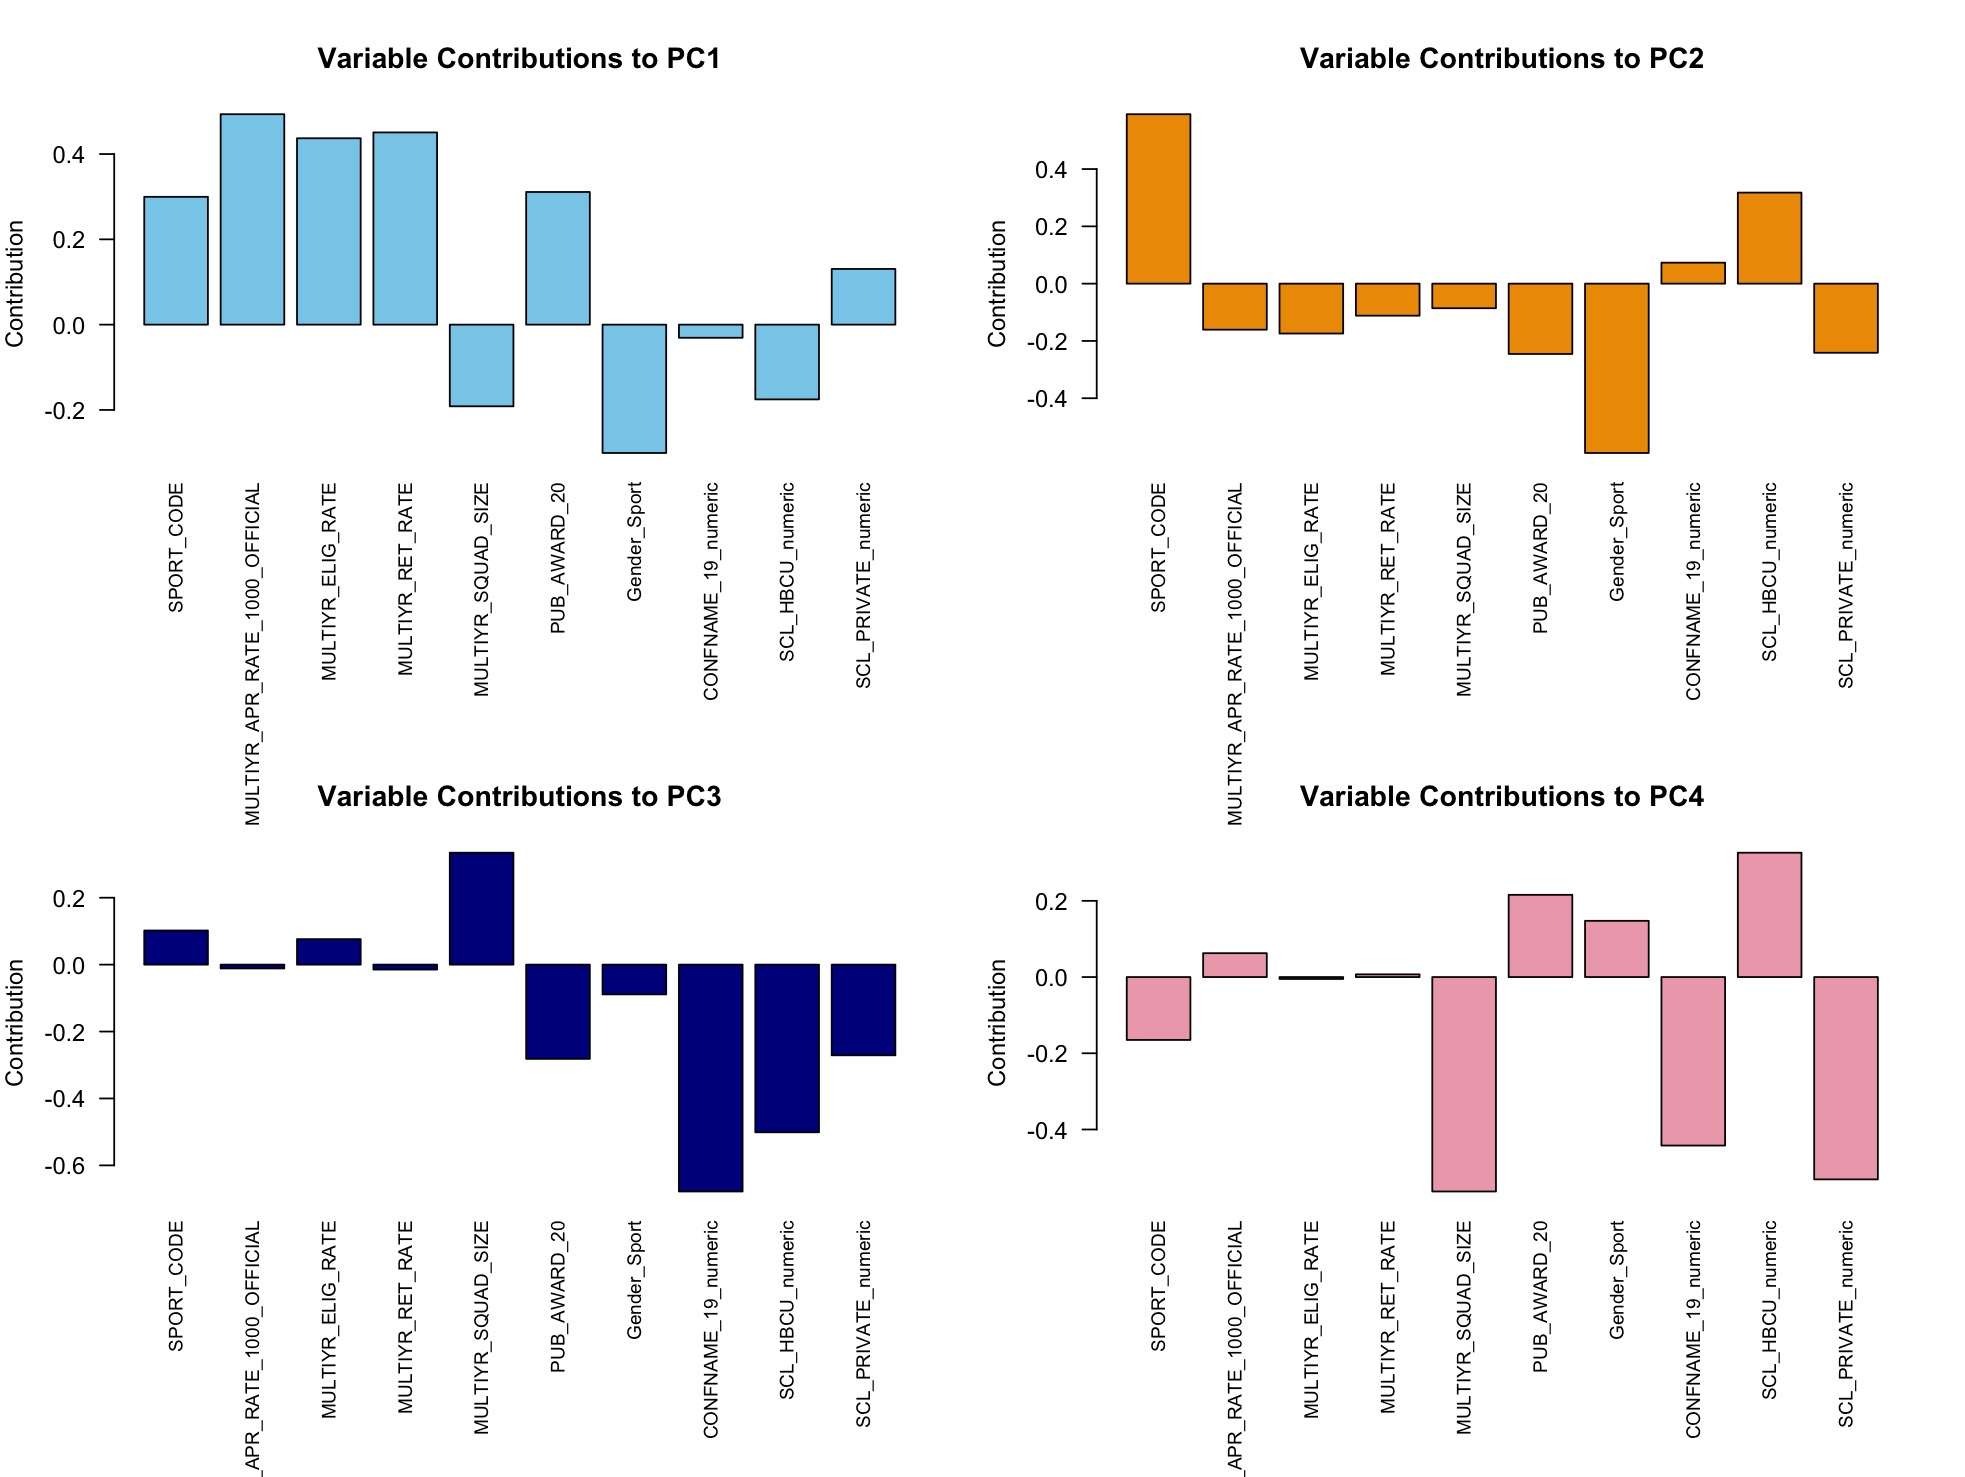 Variable Contributions to PC1
Contribution
0.4
0.2
0.0
-0.2
SPORT_CODE
MULTIYR_APR_RATE_1000_OFFICIAL
MULTIYR_ELIG_RATE
MULTIYR_RET_RATE
MULTIYR_SQUAD_SIZE
PUB_AWARD_20
Gender_Sport
CONFNAME_19_numeric
SCL_HBCU_numeric
SCL_PRIVATE_numeric
Variable Contributions to PC2
Contribution
0.4
0.2
0.0
-0.2
-0.4
SPORT_CODE
MULTIYR_APR_RATE_1000_OFFICIAL
MULTIYR_ELIG_RATE
MULTIYR_RET_RATE
MULTIYR_SQUAD_SIZE
PUB_AWARD_20
Gender_Sport
CONFNAME_19_numeric
SCL_HBCU_numeric
SCL_PRIVATE_numeric
Variable Contributions to PC3
Contribution
0.2
0.0
-0.2
-0.4
-0.6
SPORT_CODE
_APR_RATE_1000_OFFICIAL
MULTIYR_ELIG_RATE
MULTIYR_RET_RATE
MULTIYR_SQUAD_SIZE
PUB_AWARD_20
Gender_Sport
CONFNAME_19_numeric
SCL_HBCU_numeric
SCL_PRIVATE_numeric
Variable Contributions to PC4
Contribution
0.2
0.0
-0.2
-0.4
SPORT_CODE
_APR_RATE_1000_OFFICIAL
MULTIYR_ELIG_RATE
MULTIYR_RET_RATE
MULTIYR_SQUAD_SIZE
PUB_AWARD_20
Gender_Sport
CONFNAME_19_numeric
SCL_HBCU_numeric
SCL_PRIVATE_numeric